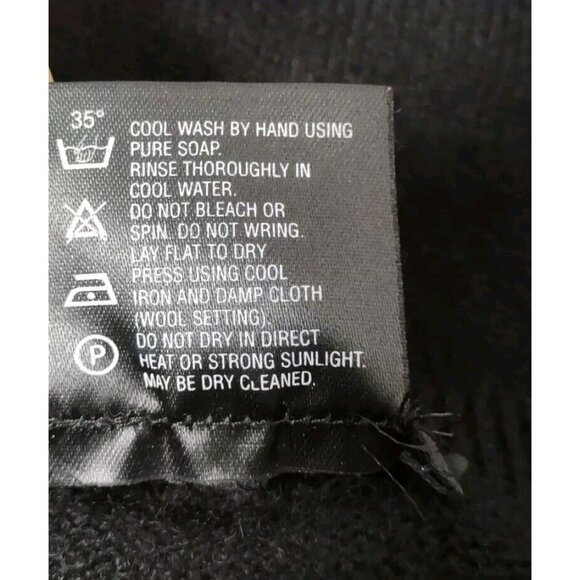 35°
COOL WASH BY HAND USING
PURE SOAP.
RINSE THOROUGHLY IN
COOL WATER.
DO NOT BLEACH OR
SPIN. DO NOT WRING.
LAY FLAT TO DRY
PRESS USING COOL
IRON AND DAMP CLOTH
(WOOL SETTING).
DO NOT DRY IN DIRECT
HEAT OR STRONG SUNLIGHT.
MAY BE DRY CLEANED.
P